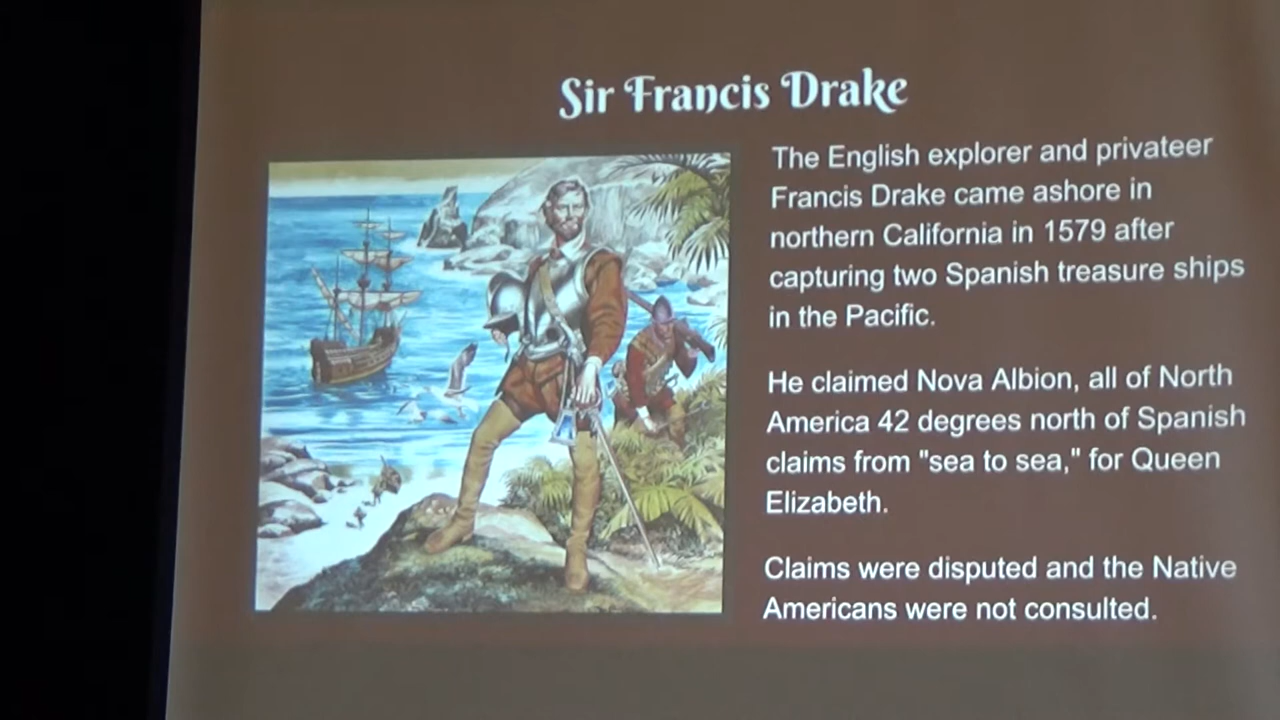 Sir Francis Drake
The English explorer and privateer
Francis Drake came ashore in
northern California in 1579 after
capturing two Spanish treasure ships
in the Pacific.
He claimed Nova Albion, all of North
America 42 degrees north of Spanish
claims from "sea to sea," for Queen
Elizabeth.
Claims were disputed and the Native
Americans were not consulted.